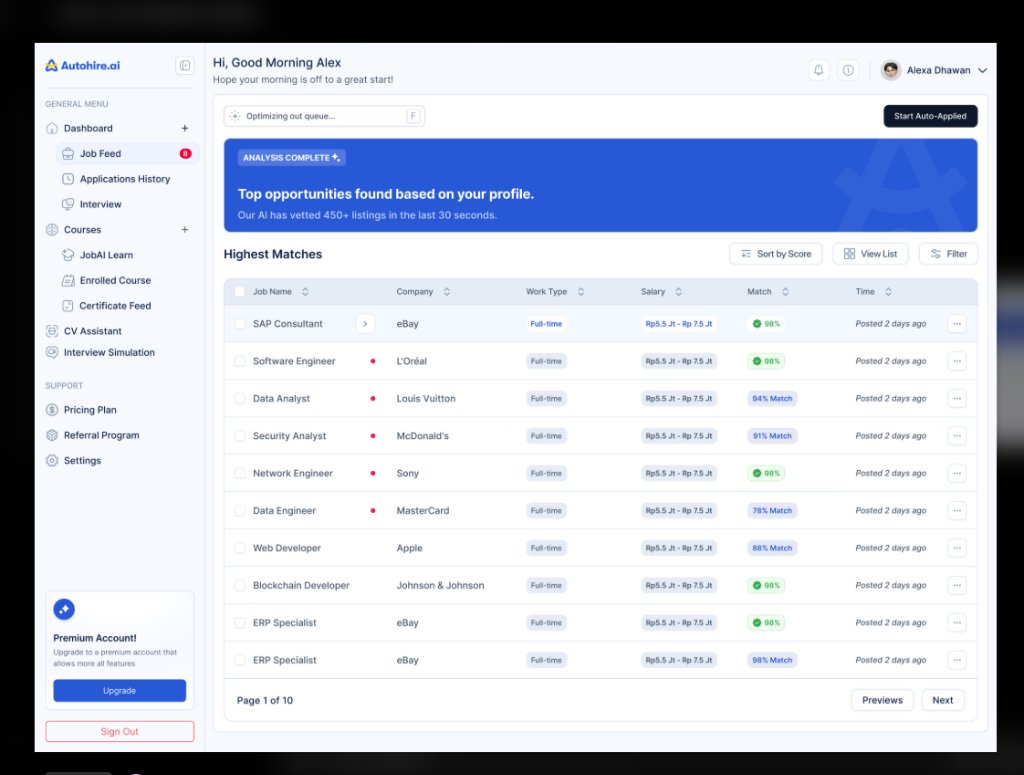 Autohire.ai
GENERAL MENU
Dashboard
Job Feed 8
Applications History
Interview
Courses
JobAI Learn
Enrolled Course
Certificate Feed
CV Assistant
Interview Simulation
SUPPORT
Pricing Plan
Referral Program
Settings
Premium Account!
Upgrade to a premium account that
allows more all features
Upgrade
Sign Out
Hi, Good Morning Alex
Hope your morning is off to a great start!
Alexa Dhawan
Optimizing out queue... F
Start Auto-Applied
ANALYSIS COMPLETE
Top opportunities found based on your profile.
Our AI has vetted 450+ listings in the last 30 seconds.
Highest Matches
Sort by Score
View List
Filter
Job Name Company Work Type Salary Match Time
SAP Consultant eBay Full-time Rp5.5 Jt - Rp 7.5 Jt 98% Posted 2 days ago
Software Engineer L'Oréal Full-time Rp5.5 Jt - Rp 7.5 Jt 98% Posted 2 days ago
Data Analyst Louis Vuitton Full-time Rp5.5 Jt - Rp 7.5 Jt 94% Match Posted 2 days ago
Security Analyst McDonald's Full-time Rp5.5 Jt - Rp 7.5 Jt 91% Match Posted 2 days ago
Network Engineer Sony Full-time Rp5.5 Jt - Rp 7.5 Jt 98% Posted 2 days ago
Data Engineer MasterCard Full-time Rp5.5 Jt - Rp 7.5 Jt 78% Match Posted 2 days ago
Web Developer Apple Full-time Rp5.5 Jt - Rp 7.5 Jt 88% Match Posted 2 days ago
Blockchain Developer Johnson & Johnson Full-time Rp5.5 Jt - Rp 7.5 Jt 98% Posted 2 days ago
ERP Specialist eBay Full-time Rp5.5 Jt - Rp 7.5 Jt 98% Posted 2 days ago
ERP Specialist eBay Full-time Rp5.5 Jt - Rp 7.5 Jt 98% Match Posted 2 days ago
Page 1 of 10
Previews
Next